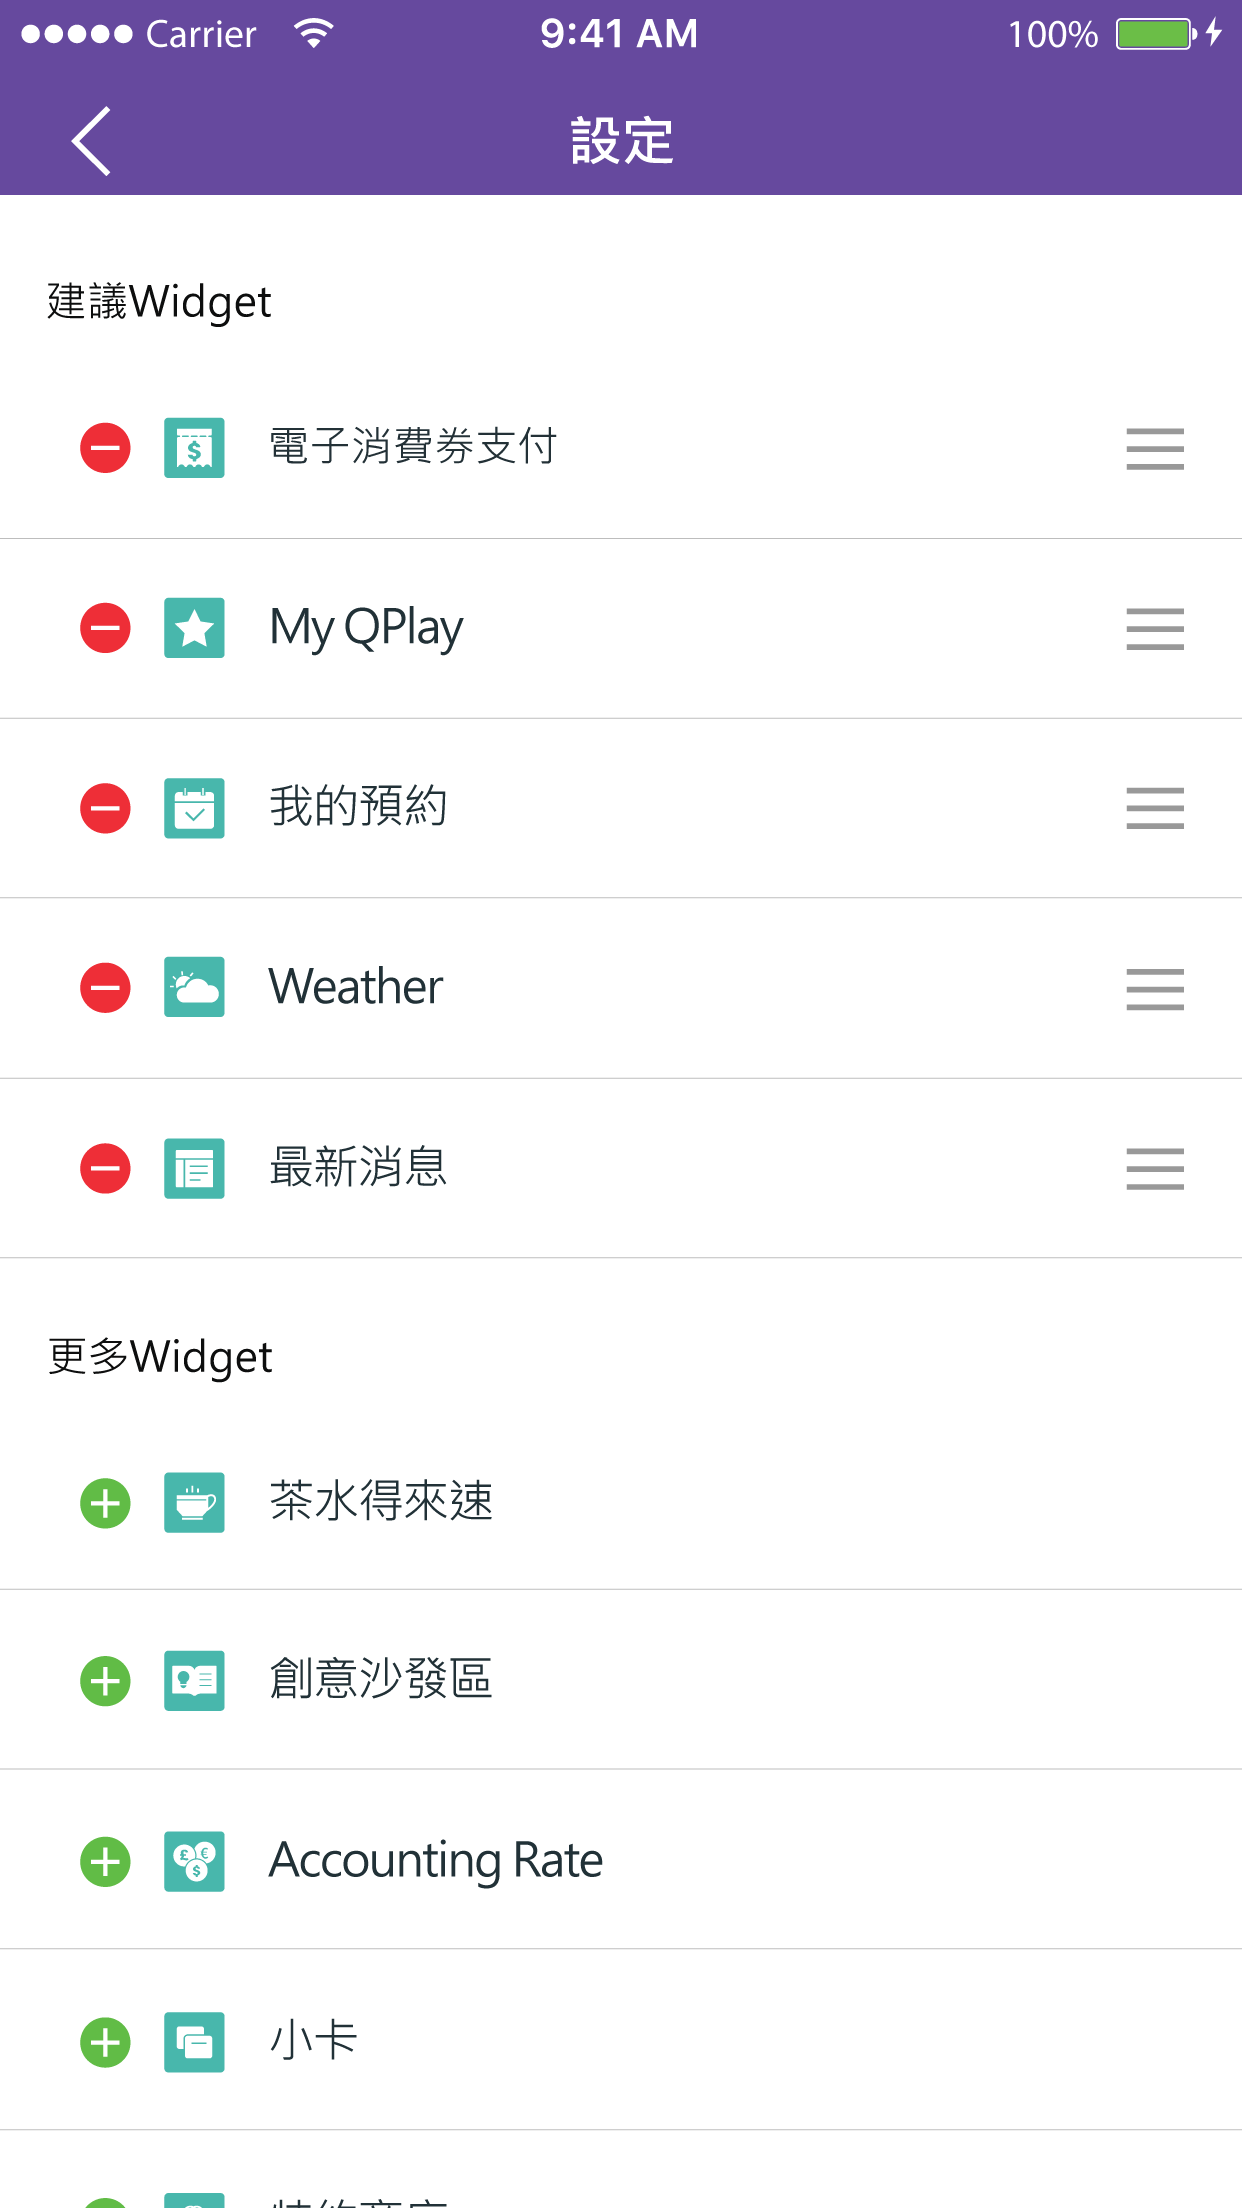 Carrier 9:41 AM 100%
設定
建議Widget
電子消費券支付
My QPlay
我的預約
Weather
最新消息
更多Widget
茶水得來速
創意沙發區
Accounting Rate
小卡